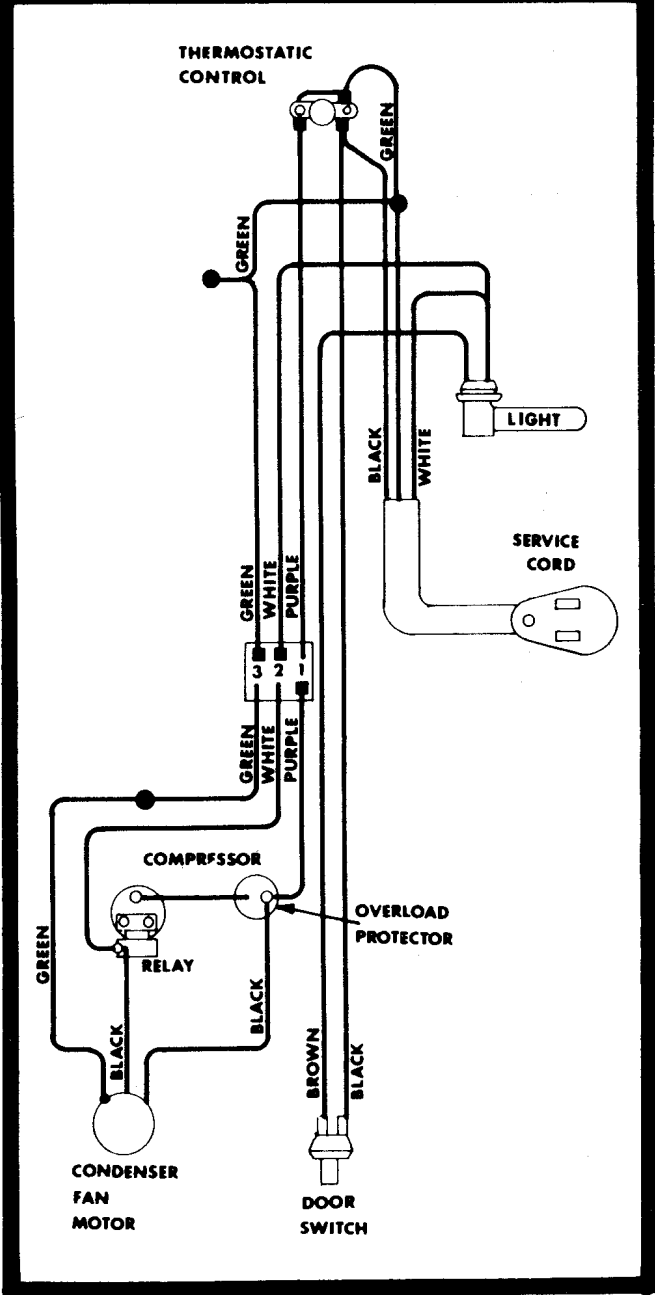 THERMOSTATIC
CONTROL
GREEN
GREEN
LIGHT
BLACK
WHITE
SERVICE
CORD
GREEN
WHITE
PURPLE
3 2 1
GREEN
WHITE
PURPLE
COMPRESSOR
OVERLOAD
PROTECTOR
RELAY
GREEN
BLACK
BLACK
BROWN
BLACK
CONDENSER
FAN
MOTOR
DOOR
SWITCH